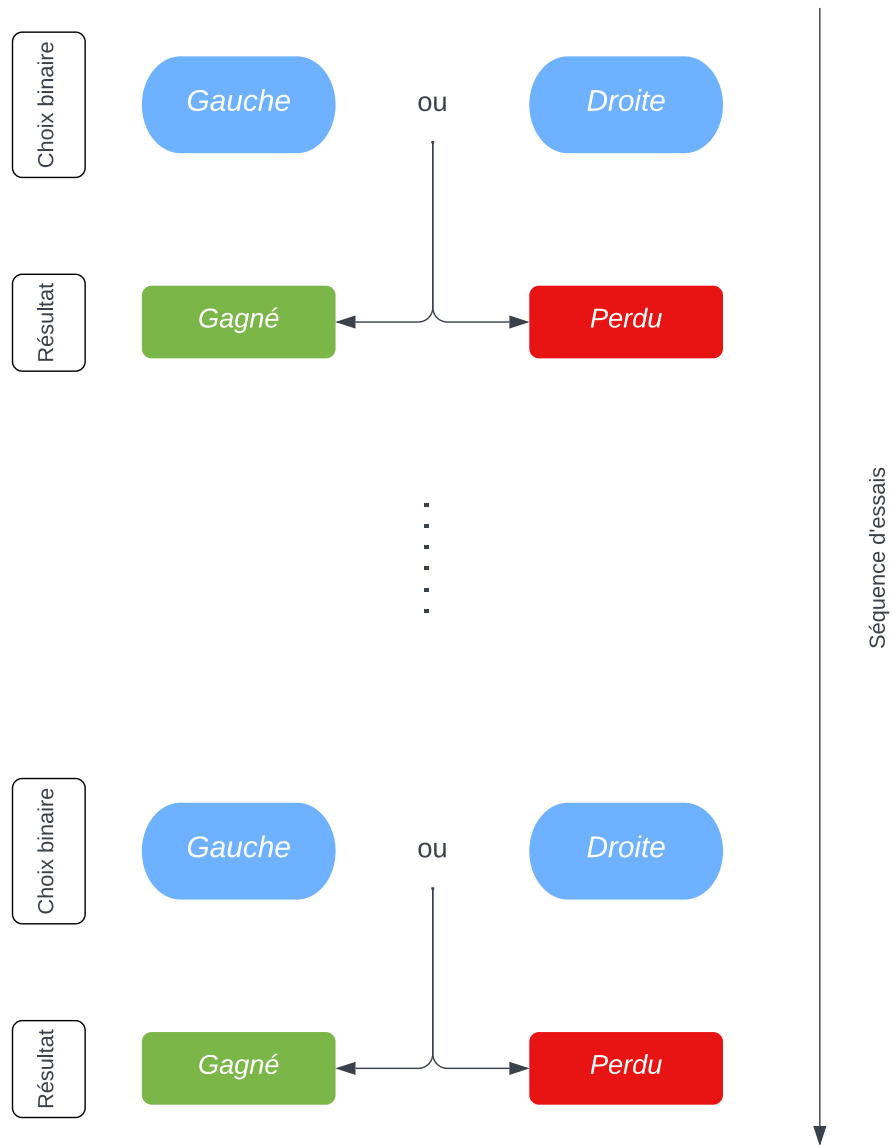 Choix binaire
Gauche
ou
Droite
Résultat
Gagné
Perdu
Séquence d'essais
Choix binaire
Gauche
ou
Droite
Résultat
Gagné
Perdu